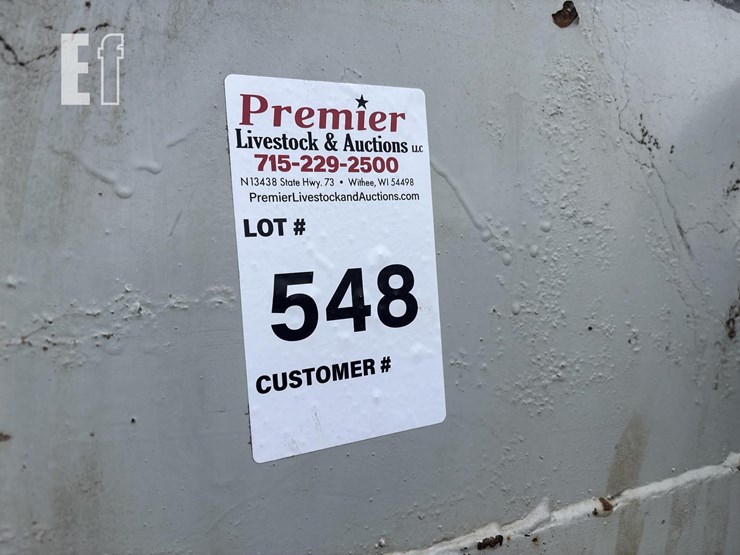 Ef
Premier
Livestock & Auctions LLC
715-229-2500
N13438 State Hwy. 73 • Withee, WI 54498
PremierLivestockandAuctions.com
LOT #
548
CUSTOMER #